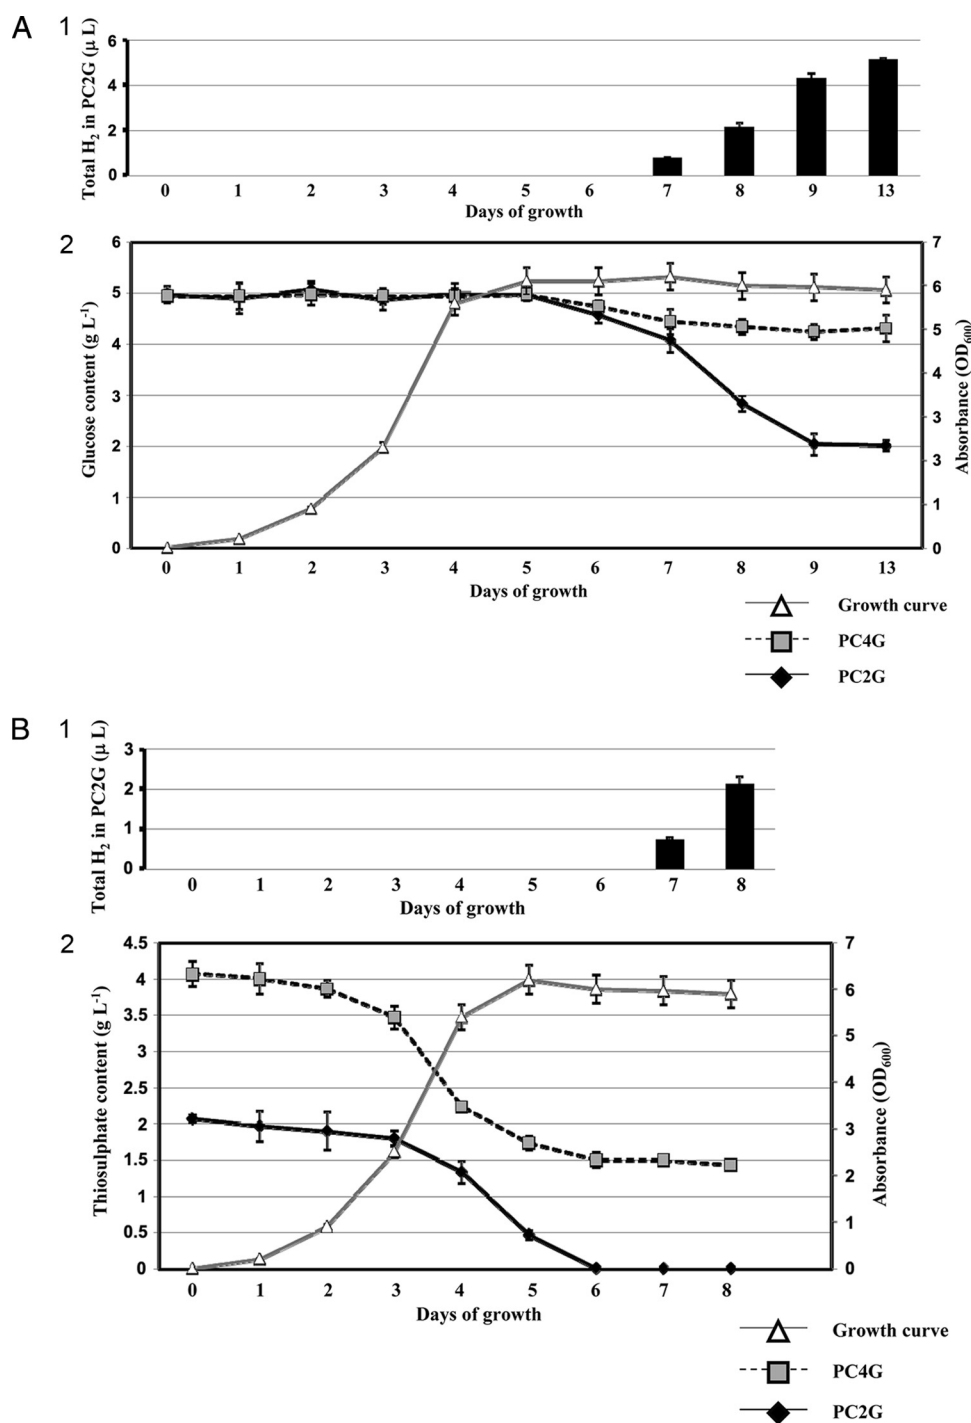 A 1
Total H2 in PC2G (μ L)
6
4
2
0
0 1 2 3 4 5 6 7 8 9 13
Days of growth
2
Glucose content (g L-1)
6
5
4
3
2
1
0
7
6
5
4
3
3
1
0
Absorbance (OD600)
0 1 2 3 4 5 6 7 8 9 13
Days of growth
Growth curve
PC4G
PC2G
B 1
Total H2 in PC2G (μ L)
3
2
1
0
0 1 2 3 4 5 6 7 8
Days of growth
2
Thiosulphate content (g L-1)
4.5
4
3.5
3
2.5
2
1.5
1
0.5
0
7
6
5
4
3
2
1
0
Absorbance (OD600)
0 1 2 3 4 5 6 7 8
Days of growth
Growth curve
PC4G
PC2G